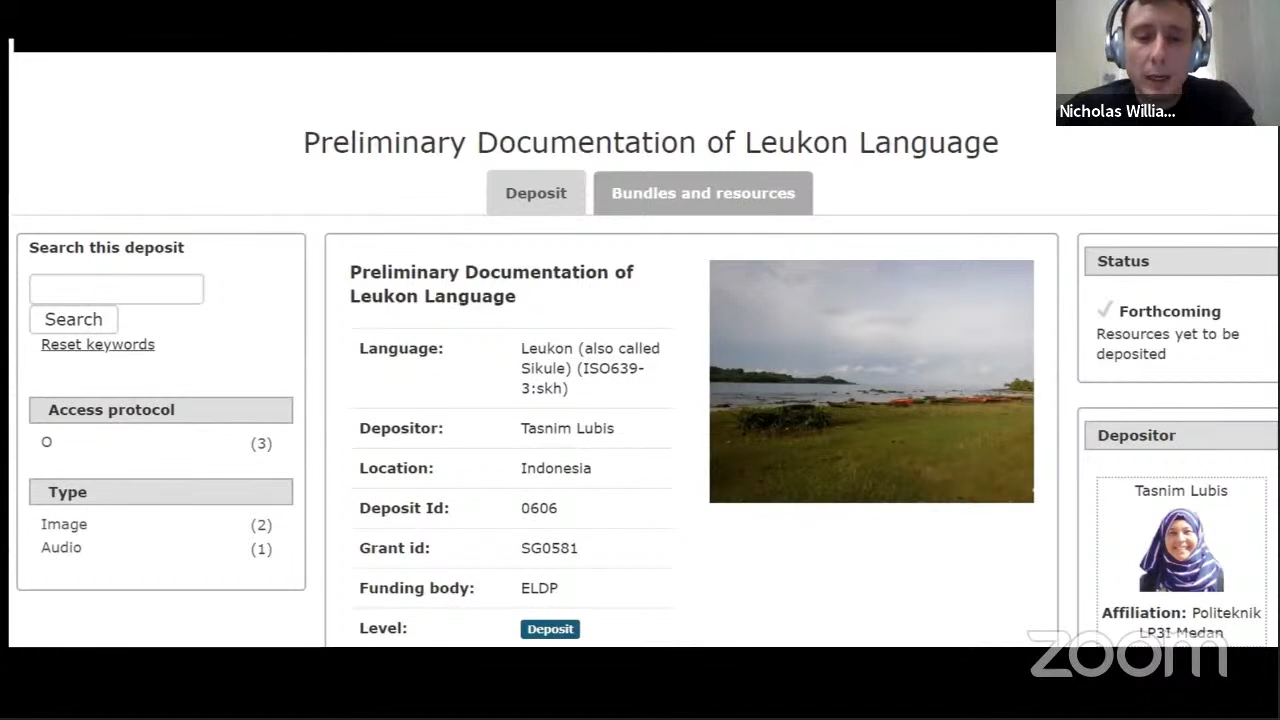 Nicholas Willia...
Preliminary Documentation of Leukon Language
Deposit
Bundles and resources
Search this deposit
Search
Reset keywords
Access protocol
O (3)
Type
Image (2)
Audio (1)
Preliminary Documentation of
Leukon Language
Language: Leukon (also called
Sikule) (ISO639-
3:skh)
Depositor: Tasnim Lubis
Location: Indonesia
Deposit Id: 0606
Grant id: SG0581
Funding body: ELDP
Level: Deposit
Status
Forthcoming
Resources yet to be
deposited
Depositor
Tasnim Lubis
Affiliation: Politeknik
LP3I Medan
zoom